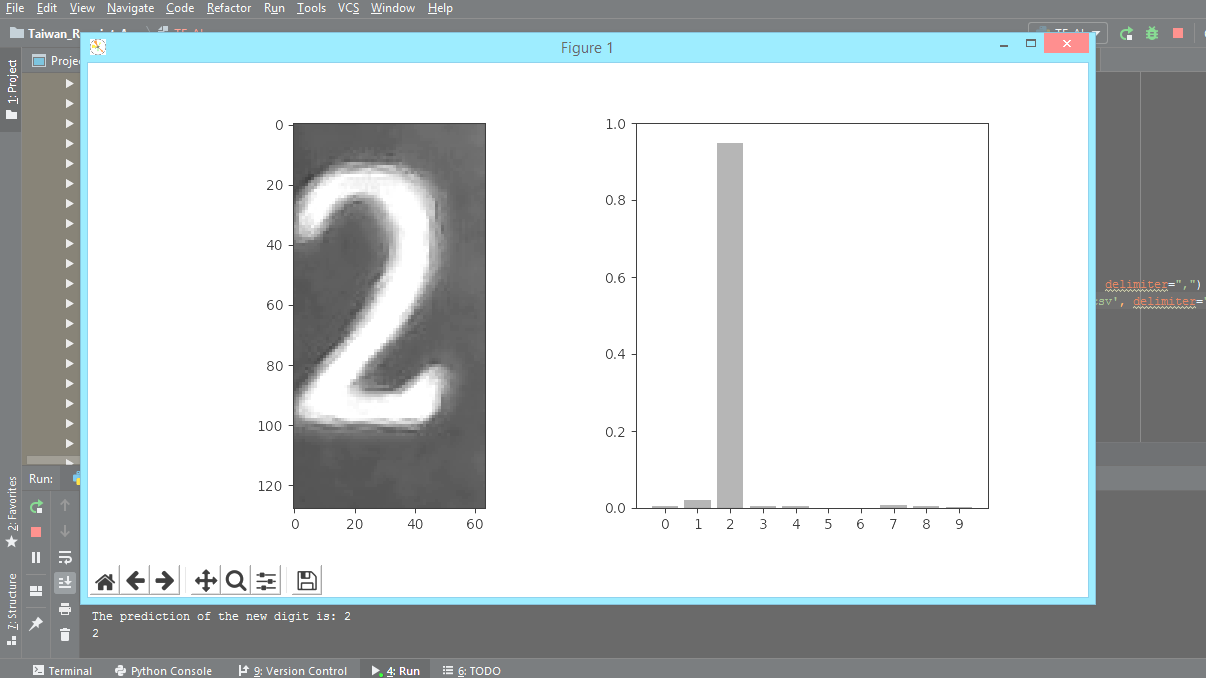 File Edit View Navigate Code Refactor Run Tools VCS Window Help
Figure 1
1: Project
0
20
40
60
80
100
120
0 20 40 60
2
1.0
0.8
0.6
0.4
0.2
0.0
0 1 2 3 4 5 6 7 8 9
delimiter=",")
delimiter=
Run:
2: Favorites
7: Structure
The prediction of the new digit is: 2
2
Terminal Python Console 9: Version Control 4: Run 6: TODO